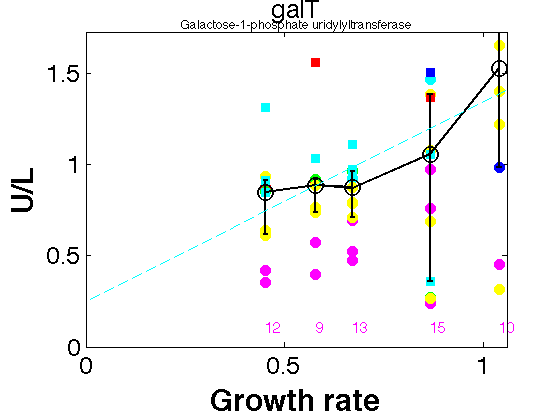 galT
Galactose-1-phosphate uridylyltransferase
1.5
1
0.5
0
U/L
12 9 13 15 10
0 0.5 1
Growth rate